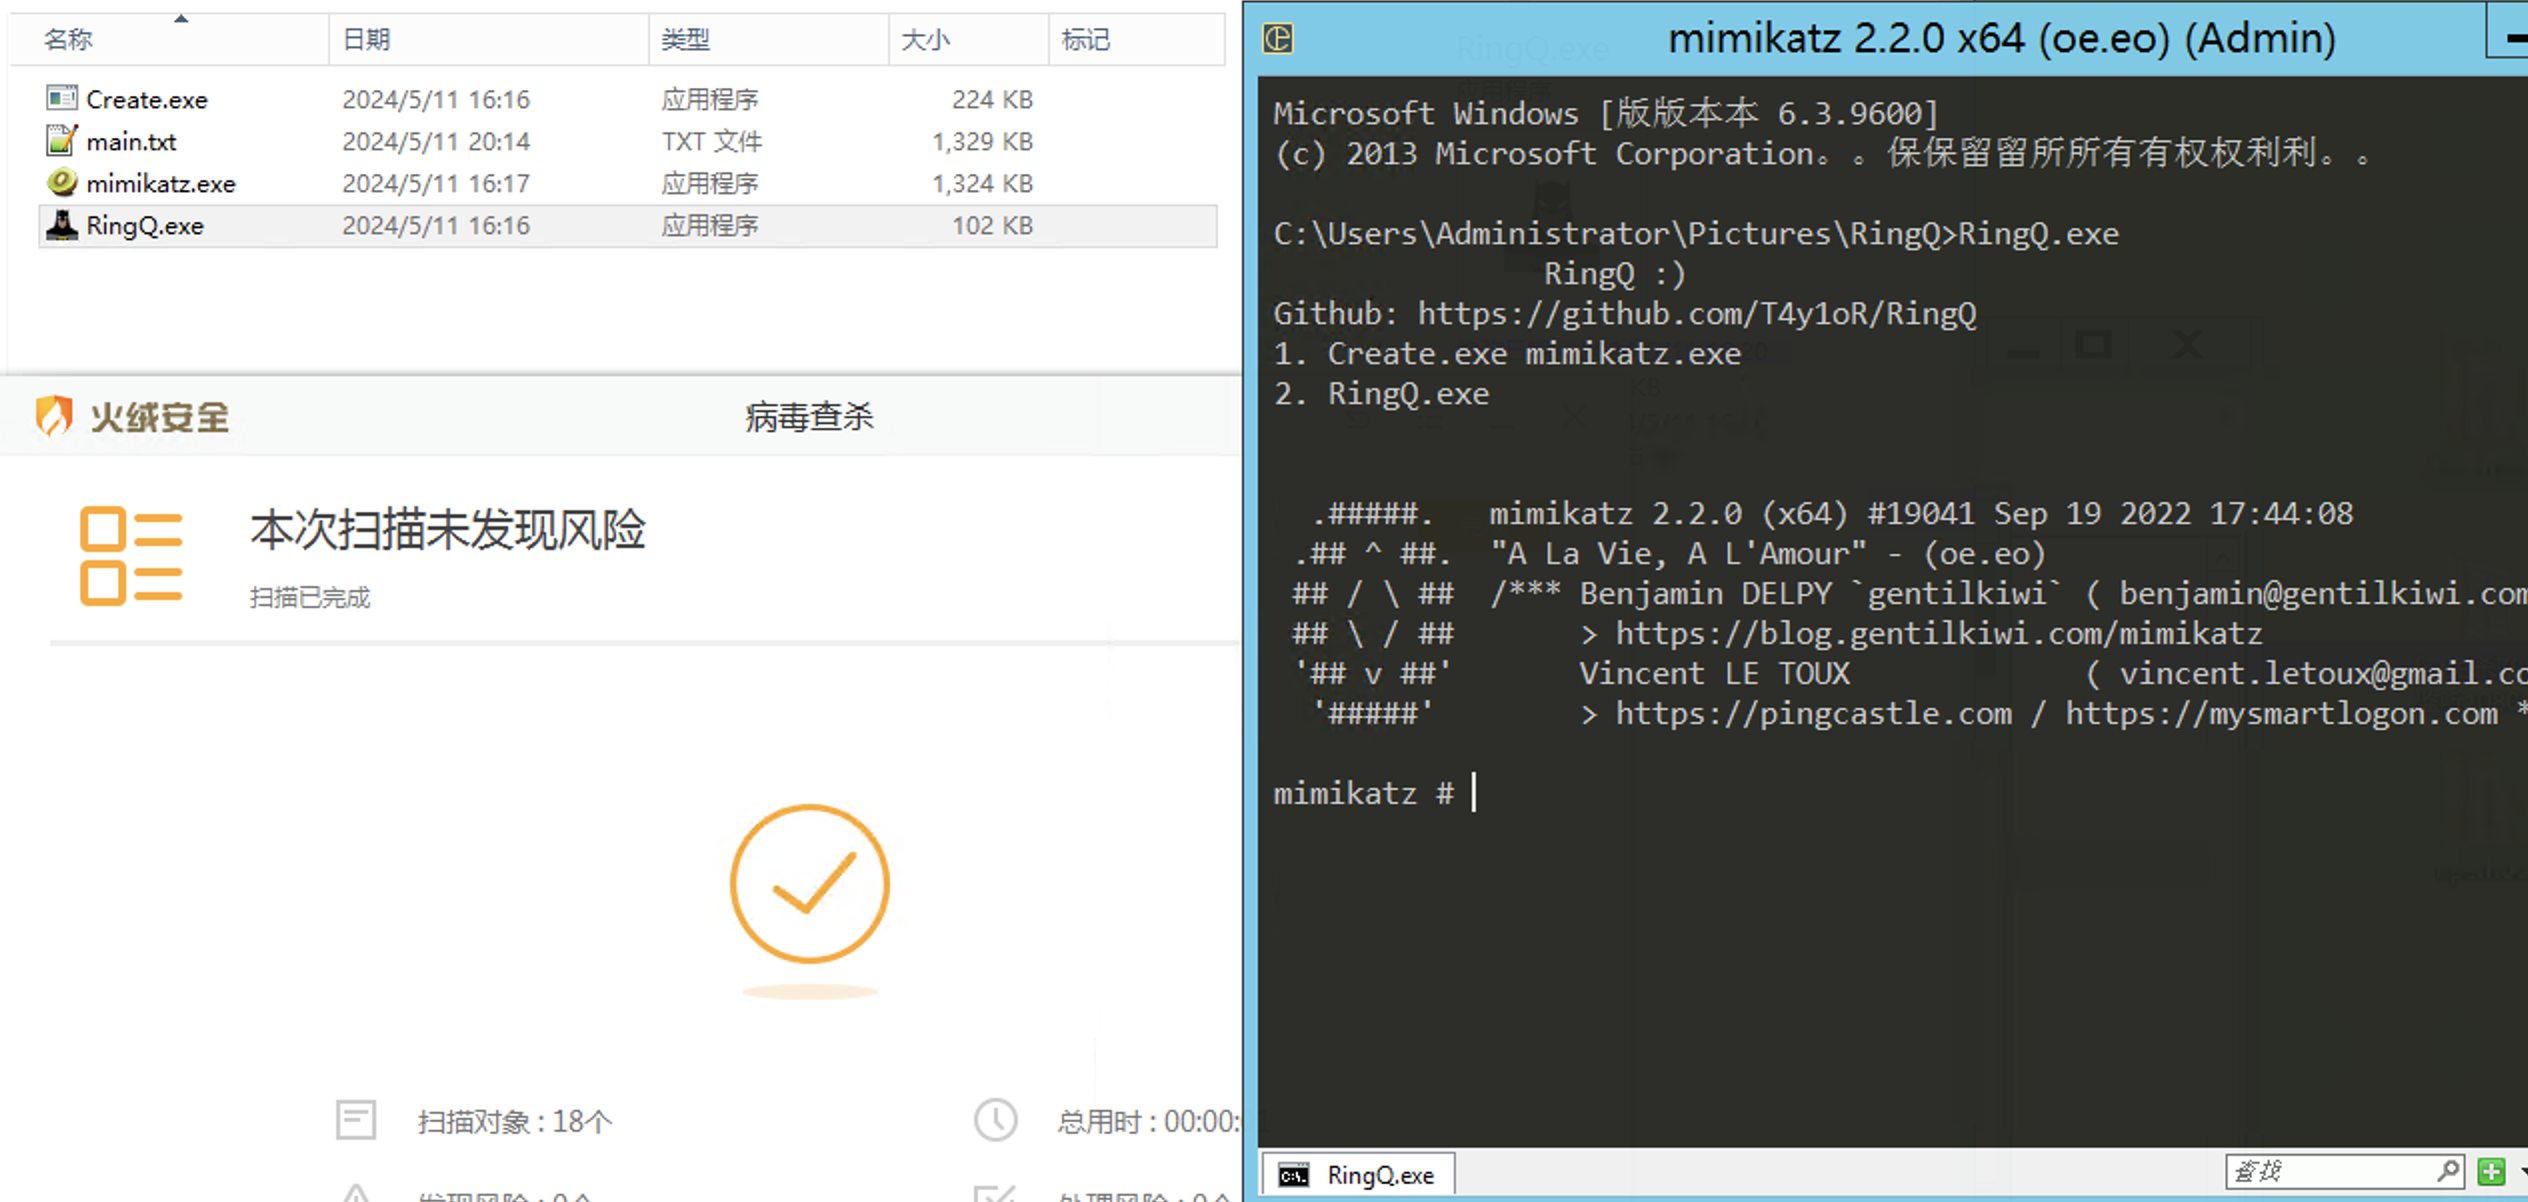 名称 日期 类型 大小 标记
Create.exe 2024/5/11 16:16 应用程序 224 KB
main.txt 2024/5/11 20:14 TXT 文件 1,329 KB
mimikatz.exe 2024/5/11 16:17 应用程序 1,324 KB
RingQ.exe 2024/5/11 16:16 应用程序 102 KB
火绒安全 病毒查杀
本次扫描未发现风险
扫描已完成
扫描对象 : 18个 总用时 : 00:00:
发现风险 : 0个 处理风险 : 0个
mimikatz 2.2.0 x64 (oe.eo) (Admin)
Microsoft Windows [版版本本 6.3.9600]
(c) 2013 Microsoft Corporation。。保保留留所所有有权权利利。。
C:\Users\Administrator\Pictures\RingQ>RingQ.exe
RingQ :)
Github: https://github.com/T4y1oR/RingQ
1. Create.exe mimikatz.exe
2. RingQ.exe
.#####. mimikatz 2.2.0 (x64) #19041 Sep 19 2022 17:44:08
.## ^ ##. "A La Vie, A L'Amour" - (oe.eo)
## / \ ## /*** Benjamin DELPY `gentilkiwi` ( benjamin@gentilkiwi.com
## \ / ## > https://blog.gentilkiwi.com/mimikatz
'## v ##' Vincent LE TOUX ( vincent.letoux@gmail.co
'#####' > https://pingcastle.com / https://mysmartlogon.com *
mimikatz #
RingQ.exe 查找